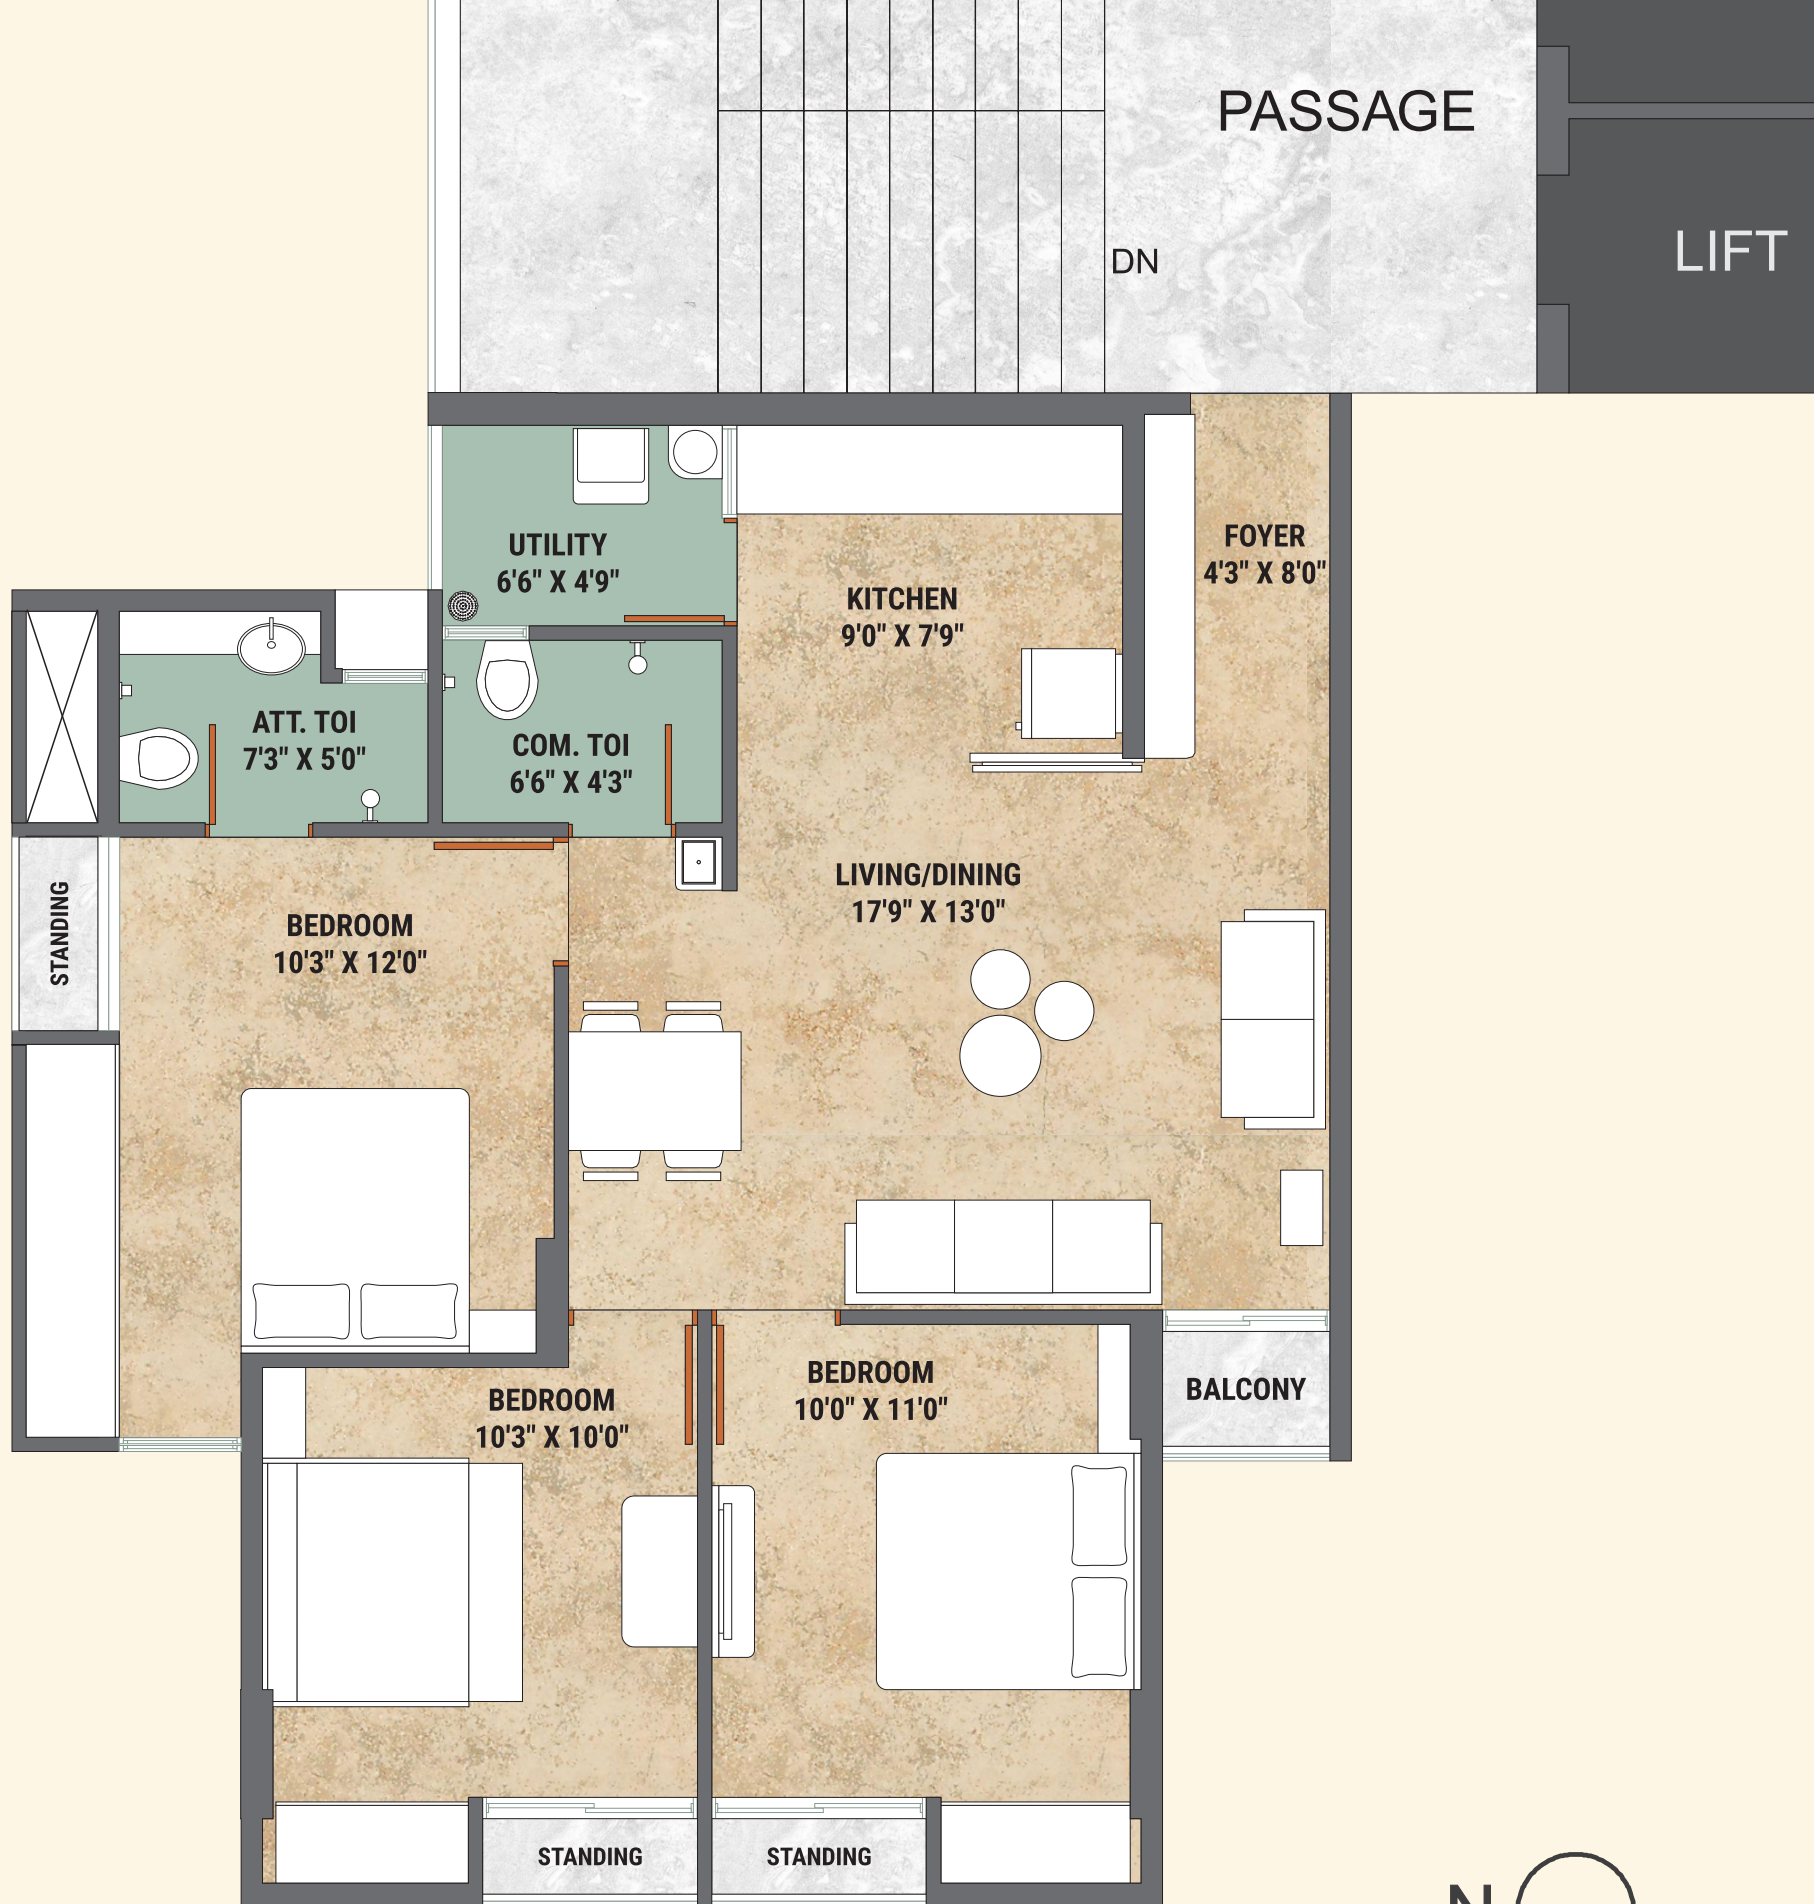 PASSAGE
LIFT
DN
UTILITY
6'6" X 4'9"
FOYER
4'3" X 8'0"
KITCHEN
9'0" X 7'9"
ATT. TOI
7'3" X 5'0"
COM. TOI
6'6" X 4'3"
LIVING/DINING
17'9" X 13'0"
STANDING
BEDROOM
10'3" X 12'0"
BEDROOM
10'3" X 10'0"
BEDROOM
10'0" X 11'0"
BALCONY
STANDING
STANDING
N